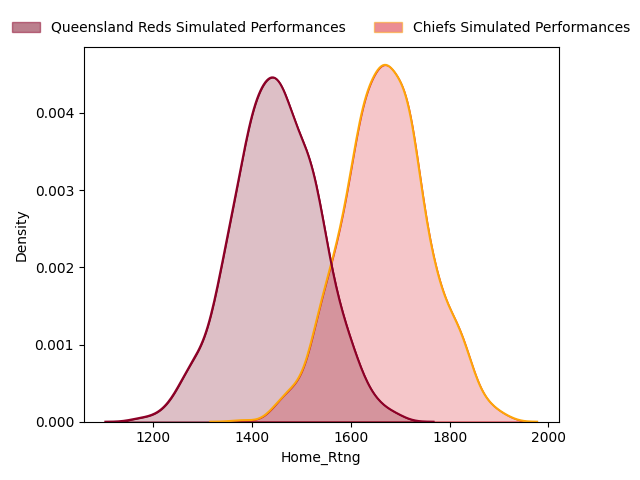 Queensland Reds Simulated Performances Chiefs Simulated Performances
Density
0.004
0.003
0.002
0.001
0.000
1200 1400 1600 1800 2000
Home_Rtng